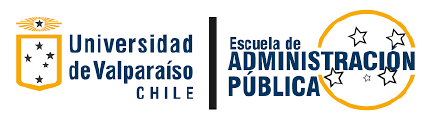 Universidad
de Valparaíso
CHILE
Escuela de
ADMINISTRACION
PÚBLICA